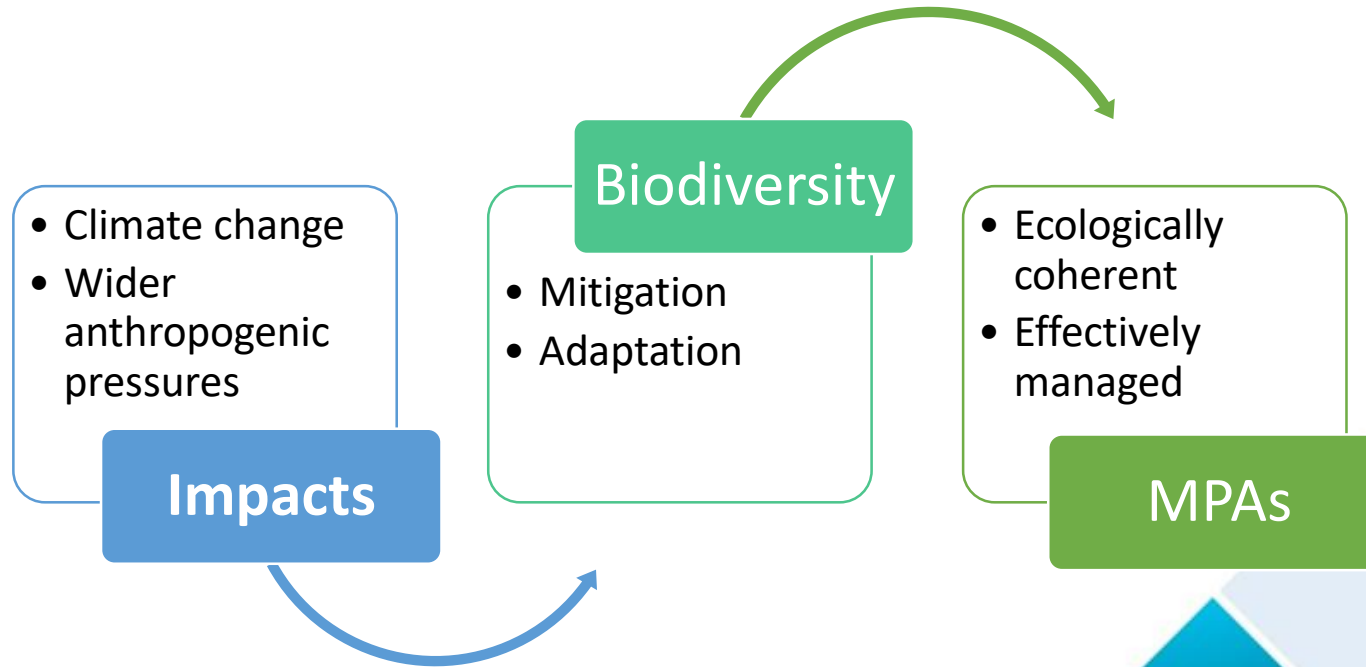 • Climate change
• Wider
anthropogenic
pressures
Impacts
Biodiversity
• Mitigation
• Adaptation
• Ecologically
coherent
• Effectively
managed
MPAs